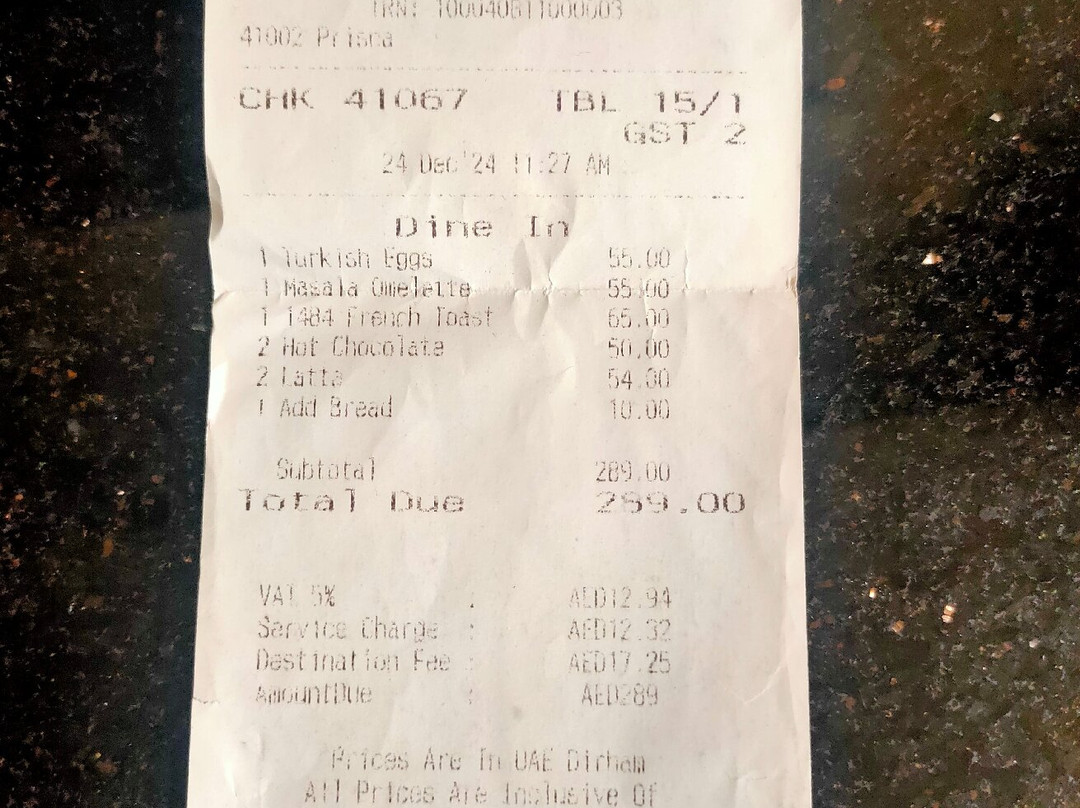 TRN: 100040811000003
41002 Prisca
CHK 41067 TBL 15/1
GST 2
24 Dec'24 11:27 AM
Dine In
1 Turkish Eggs 55.00
1 Masala Omelette 55.00
1 1484 French Toast 65.00
2 Hot Chocolate 50.00
2 Latte 54.00
1 Add Bread 10.00
Subtotal 289.00
Total Due 289.00
VAT 5% : AED12.94
Service Charge : AED12.32
Destination Fee : AED17.25
AmountDue : AED289
Prices Are In UAE Dirham
All Prices Are Inclusive Of